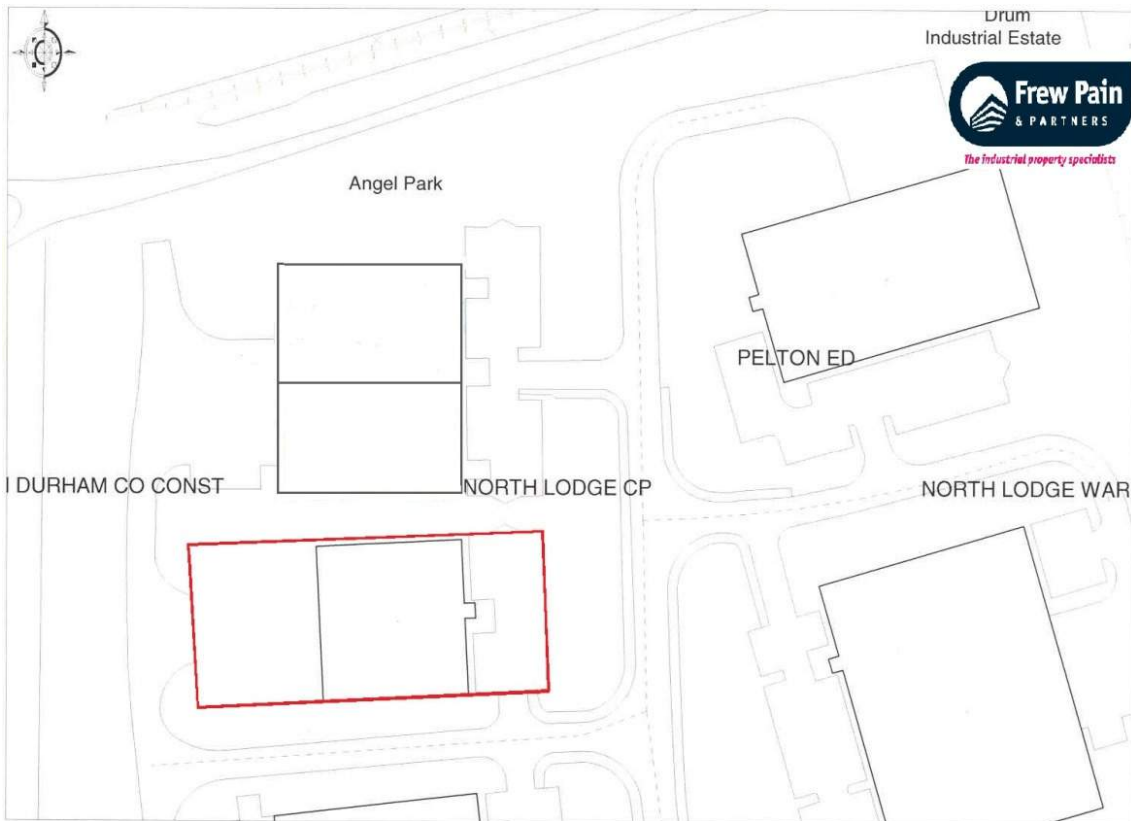 Drum
Industrial Estate
Frew Pain
& PARTNERS
The industrial property specialists
Angel Park
PELTON ED
DURHAM CO CONST
NORTH LODGE CP
NORTH LODGE WAR